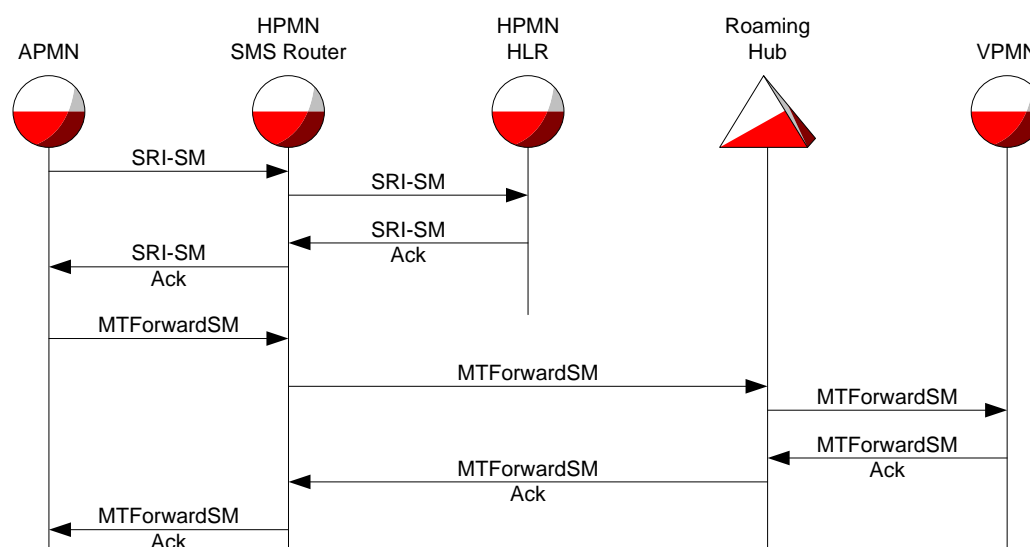 APMN
HPMN
SMS Router
HPMN
HLR
Roaming
Hub
VPMN
SRI-SM
SRI-SM
SRI-SM
Ack
SRI-SM
Ack
MTForwardSM
MTForwardSM
MTForwardSM
MTForwardSM
Ack
MTForwardSM
Ack
MTForwardSM
Ack